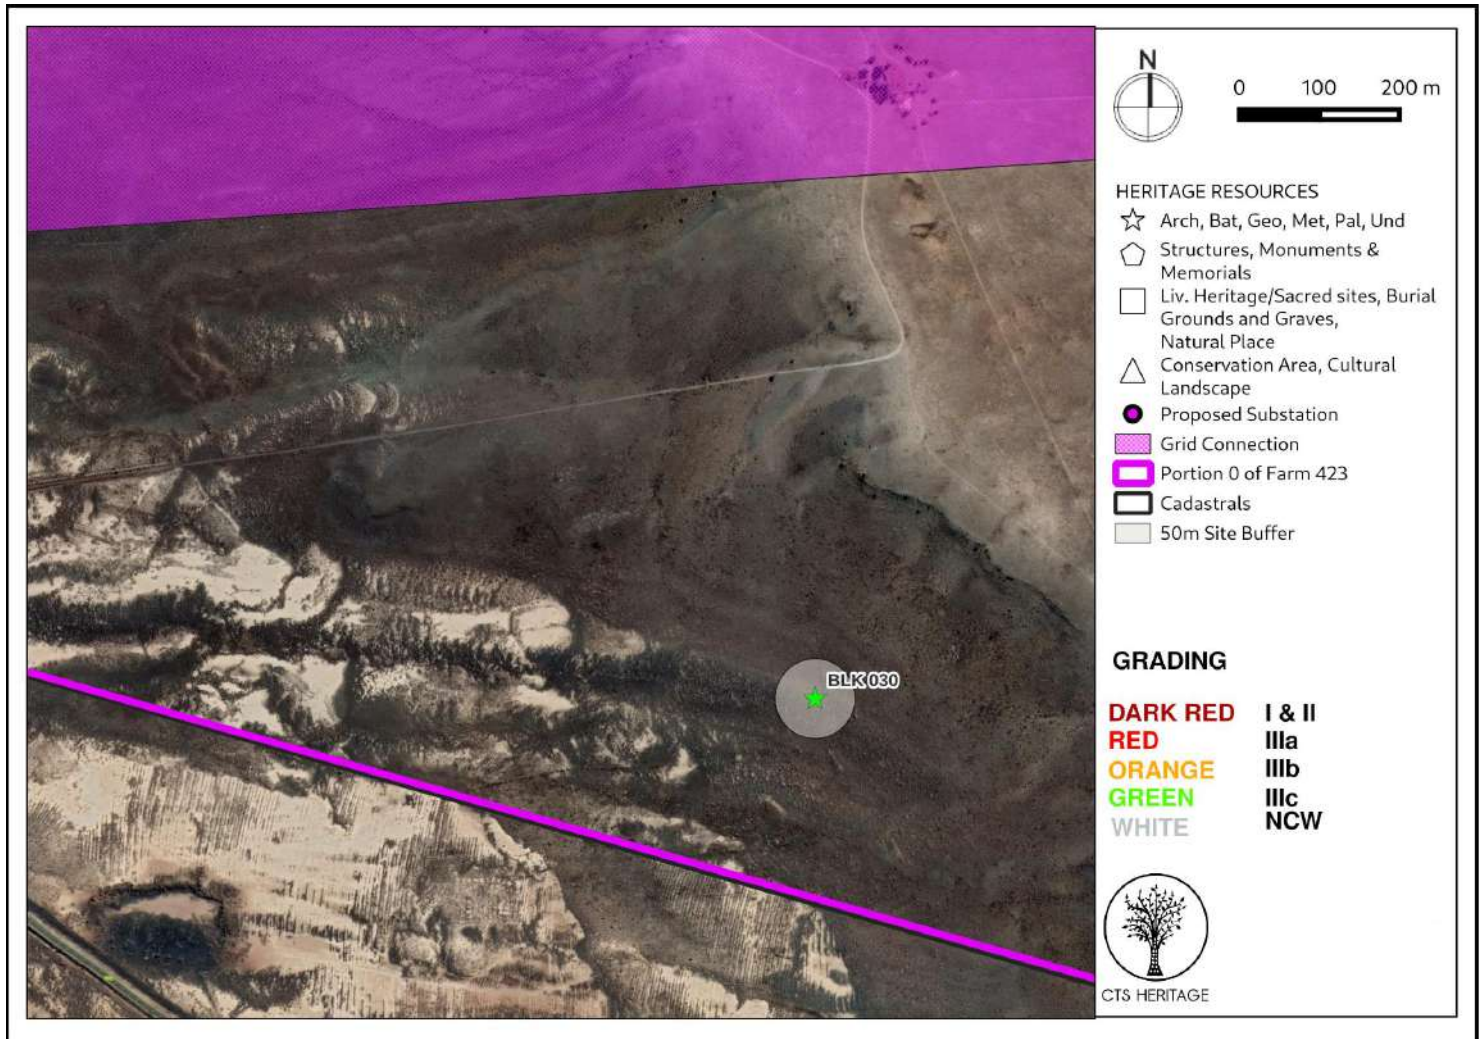 BLK 030
N
0 100 200 m
HERITAGE RESOURCES
Arch, Bat, Geo, Met, Pal, Und
Structures, Monuments &
Memorials
Liv. Heritage/Sacred sites, Burial
Grounds and Graves,
Natural Place
Conservation Area, Cultural
Landscape
Proposed Substation
Grid Connection
Portion 0 of Farm 423
Cadastrals
50m Site Buffer
GRADING
DARK RED I & II
RED IIIa
ORANGE IIIb
GREEN IIIc
WHITE NCW
CTS HERITAGE